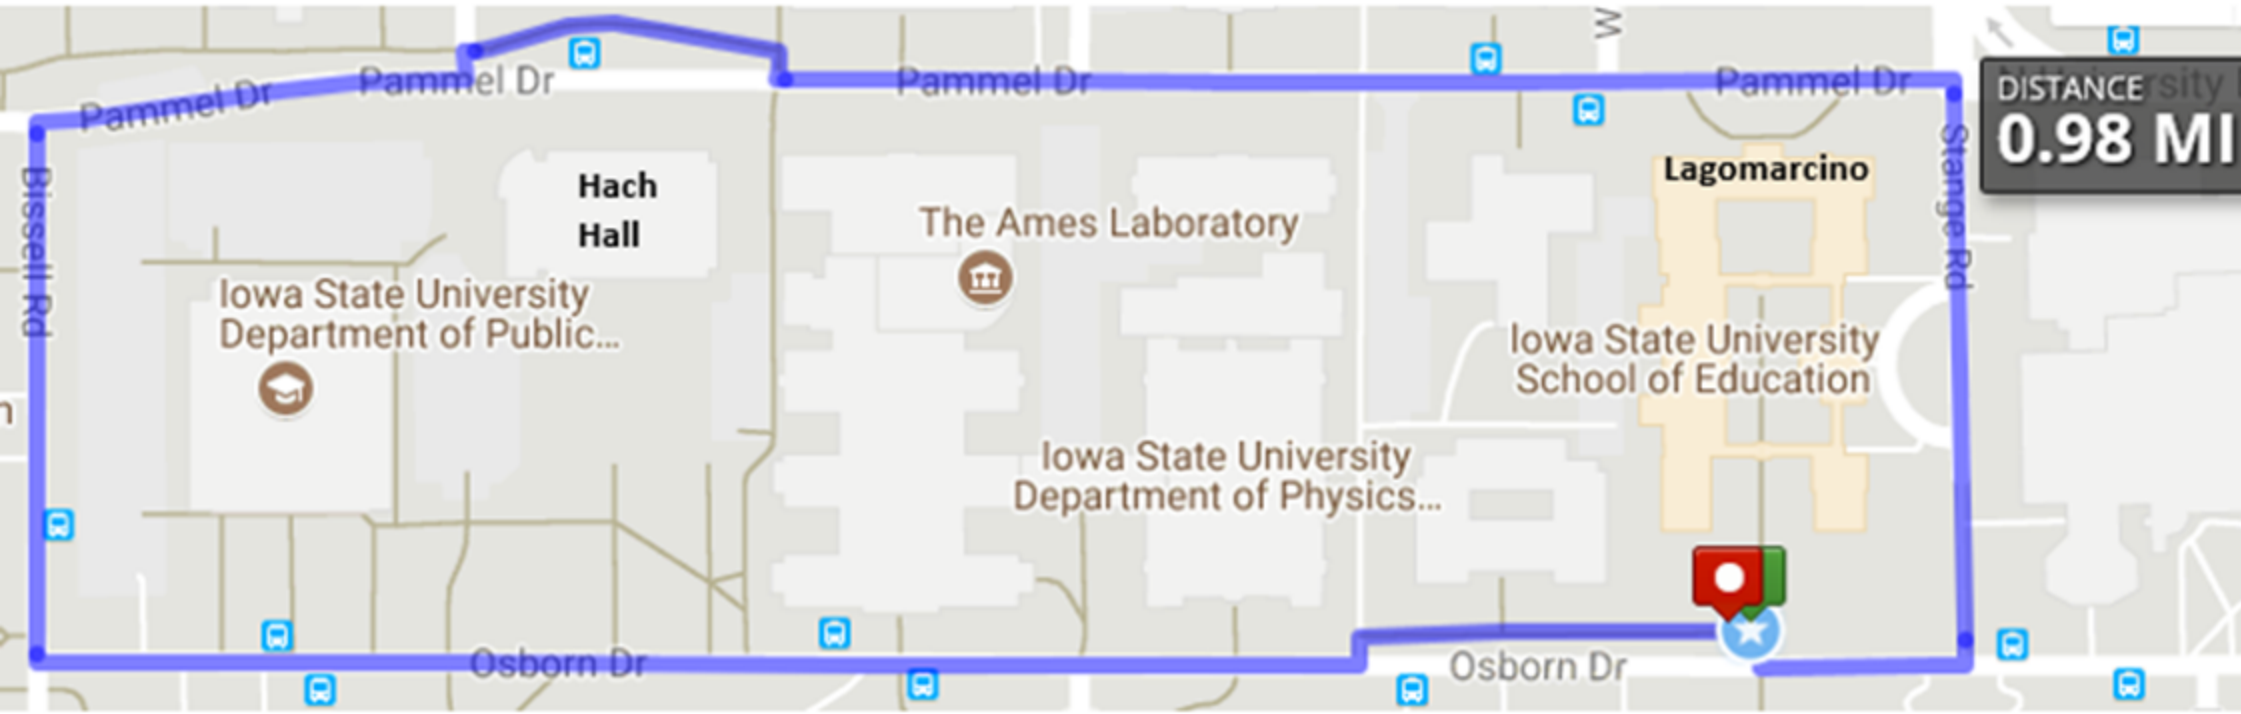 W
Pammel Dr
Pammel Dr
Pammel Dr
Pammel Dr
DISTANCE
0.98 MI
Stange Rd
Bissell Rd
Hach
Hall
Lagomarcino
The Ames Laboratory
Iowa State University
Department of Public...
Iowa State University
School of Education
Iowa State University
Department of Physics...
n
Osborn Dr
Osborn Dr